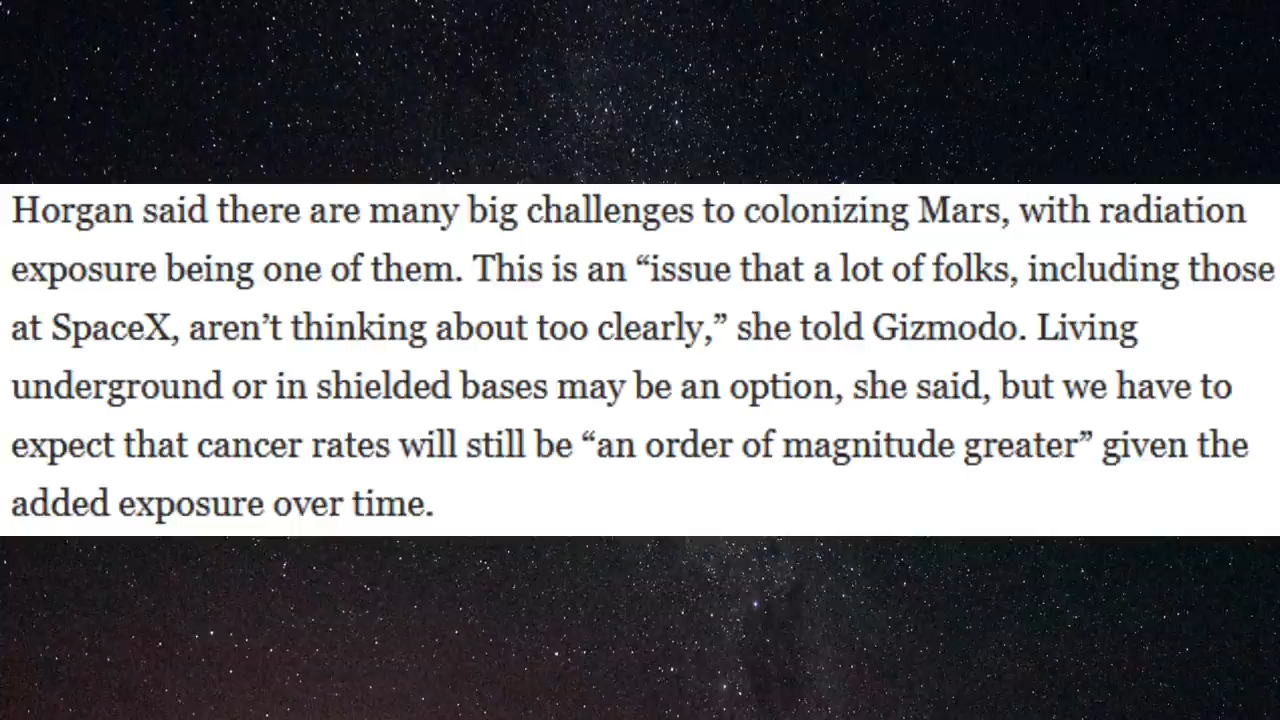 Horgan said there are many big challenges to colonizing Mars, with radiation
exposure being one of them. This is an “issue that a lot of folks, including those
at SpaceX, aren’t thinking about too clearly,” she told Gizmodo. Living
underground or in shielded bases may be an option, she said, but we have to
expect that cancer rates will still be “an order of magnitude greater” given the
added exposure over time.